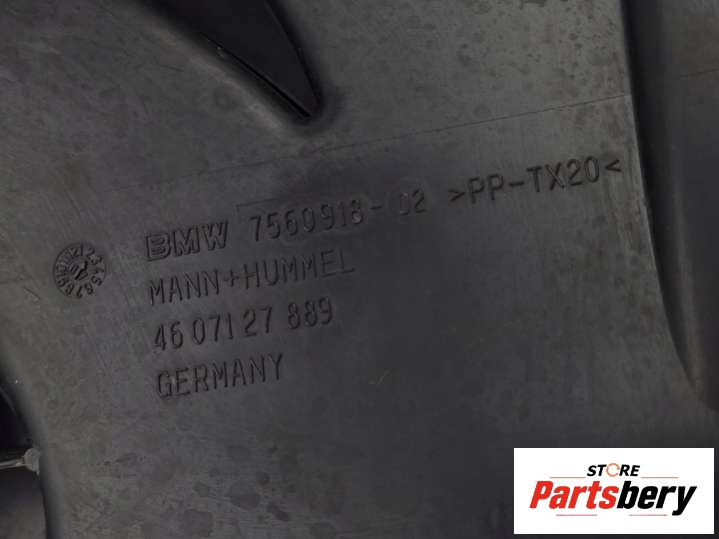 BMW 7560918-02 >PP-TX20<
MANN+HUMMEL
46 071 27 889
GERMANY
STORE
Partsbery